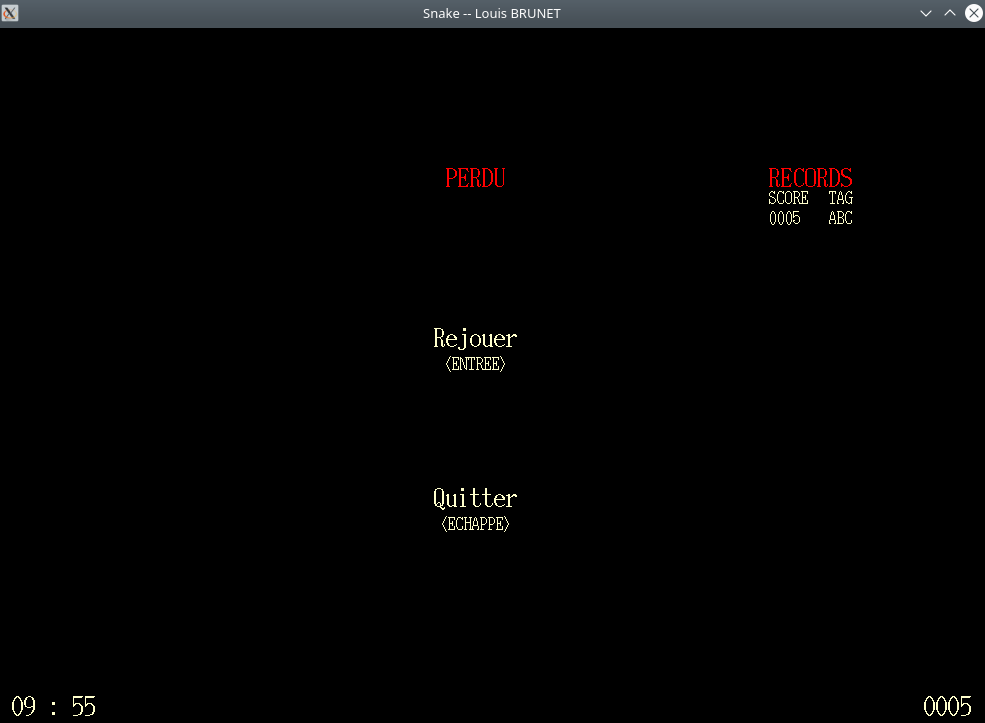 Snake -- Louis BRUNET
PERDU
RECORDS
SCORE TAG
0005 ABC
Rejouer
<ENTREE>
Quitter
<ECHAPPE>
09 : 55
0005